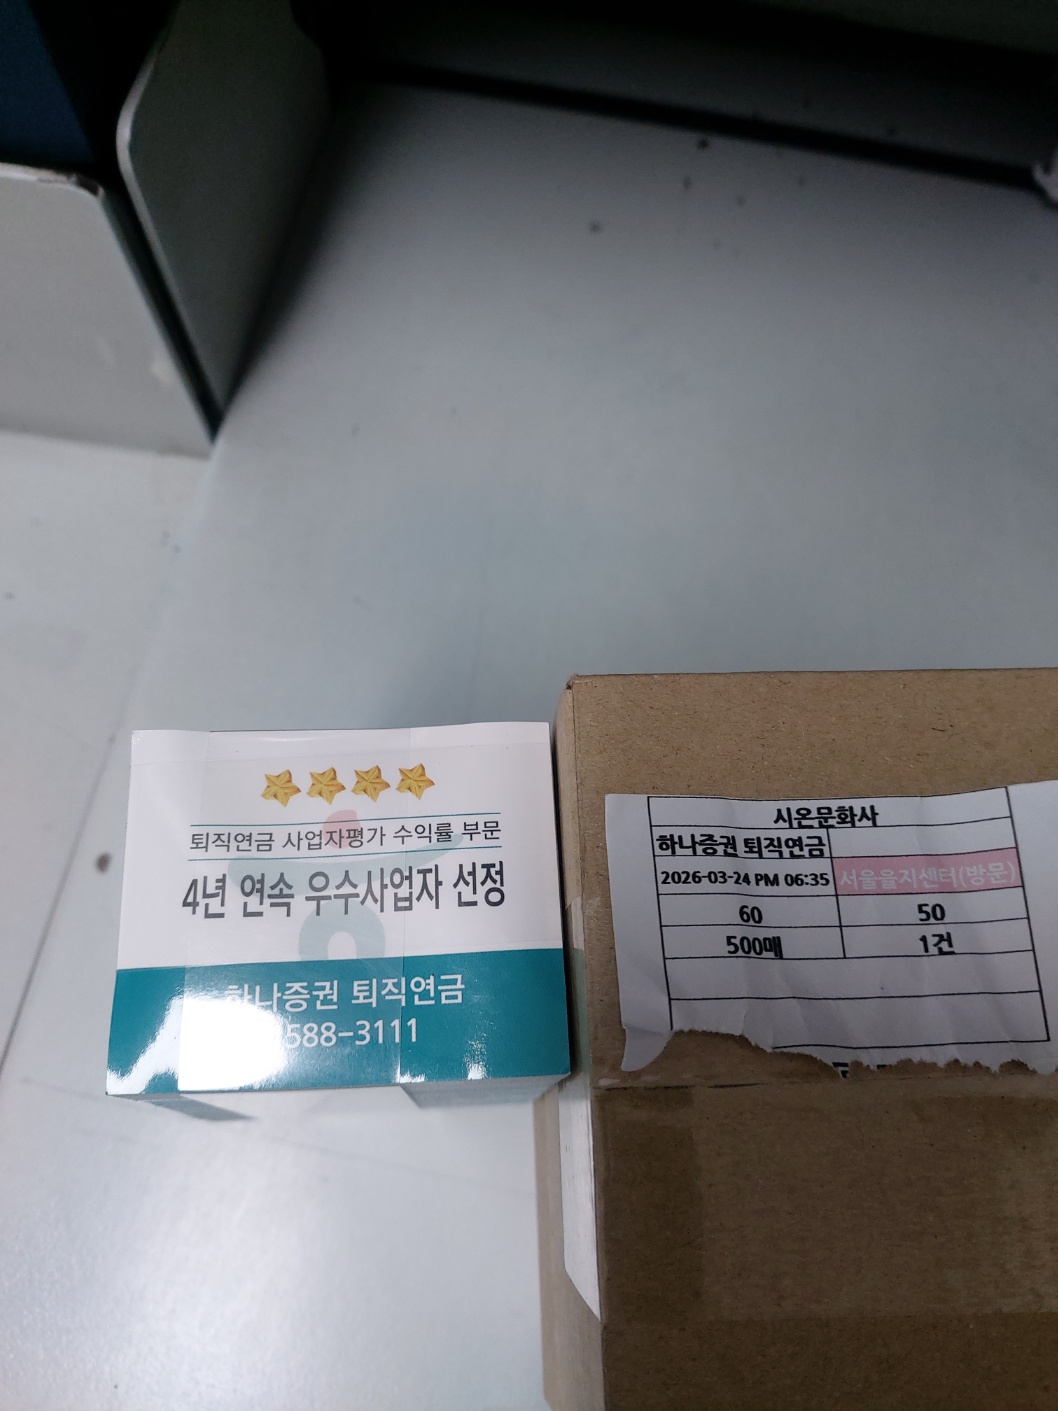 퇴직연금 사업자평가 수익률 부문
4년 연속 우수사업자 선정
하나증권 퇴직연금
588-3111
시온문화사
하나증권 퇴직연금
2026-03-24 PM 06:35 서울을지센터(방문)
60 50
500매 1건